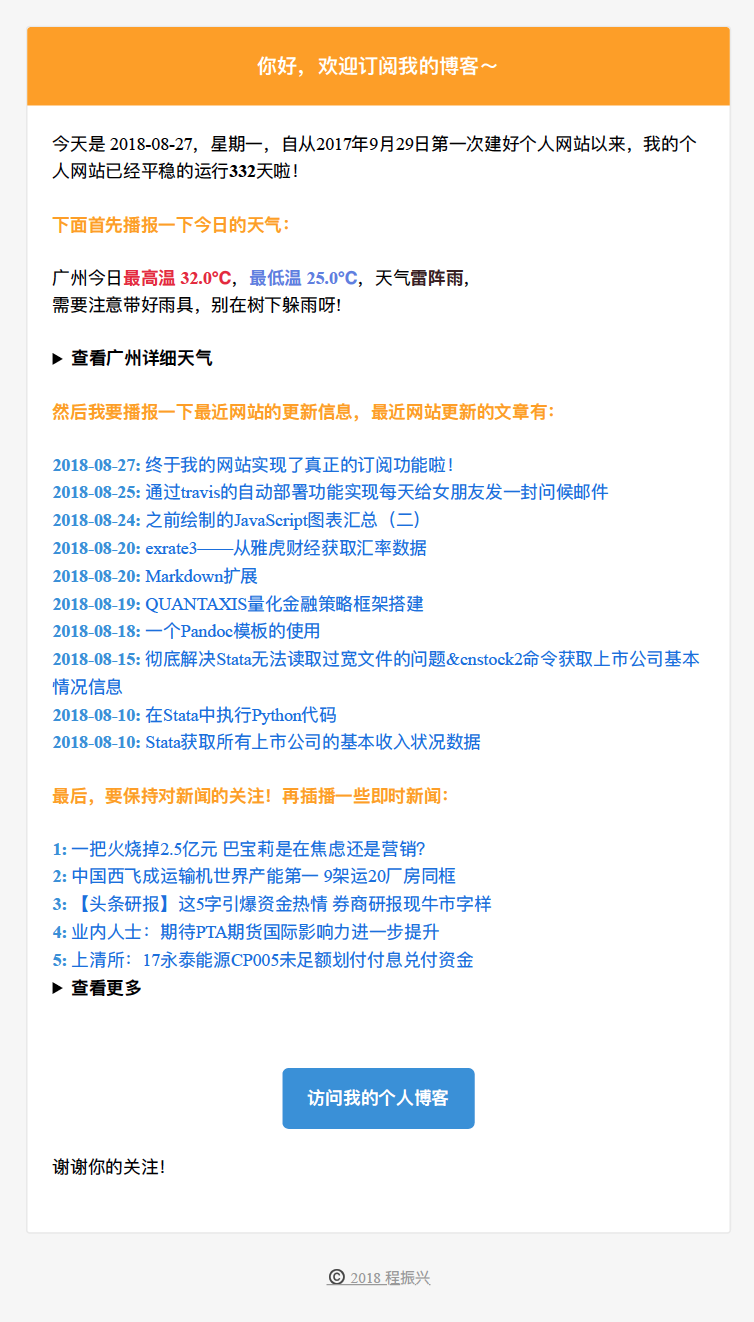 你好，欢迎订阅我的博客～
今天是 2018-08-27，星期一，自从2017年9月29日第一次建好个人网站以来，我的个
人网站已经平稳的运行332天啦！
下面首先播报一下今日的天气：
广州今日最高温 32.0℃，最低温 25.0℃，天气雷阵雨，
需要注意带好雨具，别在树下躲雨呀!
▶ 查看广州详细天气
然后我要播报一下最近网站的更新信息，最近网站更新的文章有：
2018-08-27: 终于我的网站实现了真正的订阅功能啦！
2018-08-25: 通过travis的自动部署功能实现每天给女朋友发一封问候邮件
2018-08-24: 之前绘制的JavaScript图表汇总（二）
2018-08-20: exrate3——从雅虎财经获取汇率数据
2018-08-20: Markdown扩展
2018-08-19: QUANTAXIS量化金融策略框架搭建
2018-08-18: 一个Pandoc模板的使用
2018-08-15: 彻底解决Stata无法读取过宽文件的问题&cnstock2命令获取上市公司基本
情况信息
2018-08-10: 在Stata中执行Python代码
2018-08-10: Stata获取所有上市公司的基本收入状况数据
最后，要保持对新闻的关注！再插播一些即时新闻：
1: 一把火烧掉2.5亿元 巴宝莉是在焦虑还是营销?
2: 中国西飞成运输机世界产能第一 9架运20厂房同框
3: 【头条研报】这5字引爆资金热情 券商研报现牛市字样
4: 业内人士：期待PTA期货国际影响力进一步提升
5: 上清所：17永泰能源CP005未足额划付付息兑付资金
▶ 查看更多
访问我的个人博客
谢谢你的关注！
© 2018 程振兴